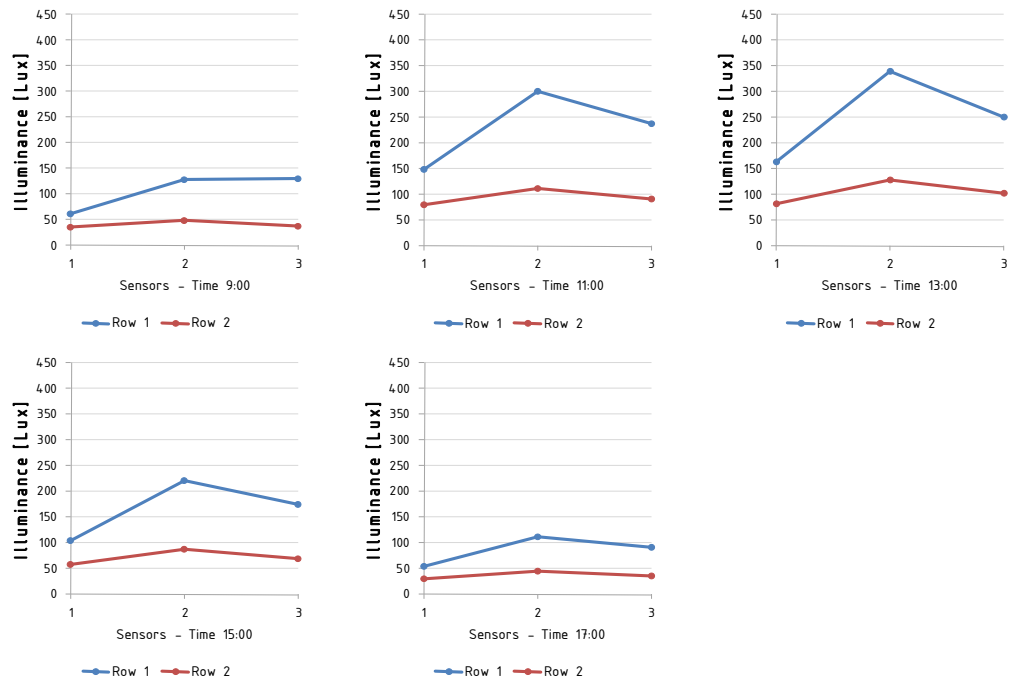 Illuminance [Lux]
450
400
350
300
250
200
150
100
50
0
1 2 3
Sensors - Time 9:00
Row 1 Row 2
Illuminance [Lux]
450
400
350
300
250
200
150
100
50
0
1 2 3
Sensors - Time 11:00
Row 1 Row 2
Illuminance [Lux]
450
400
350
300
250
200
150
100
50
0
1 2 3
Sensors - Time 13:00
Row 1 Row 2
Illuminance [Lux]
450
400
350
300
250
200
150
100
50
0
1 2 3
Sensors - Time 15:00
Row 1 Row 2
Illuminance [Lux]
450
400
350
300
250
200
150
100
50
0
1 2 3
Sensors - Time 17:00
Row 1 Row 2